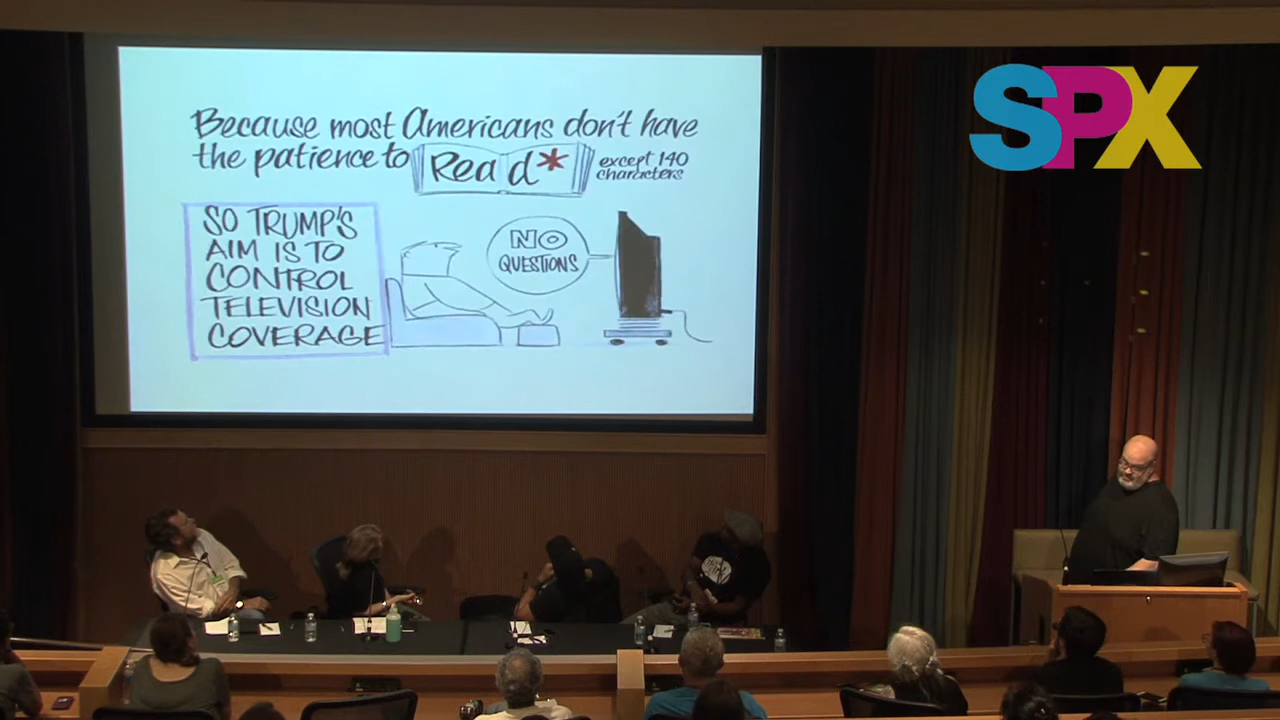 SPX
Because most Americans don't have
the patience to Read* except 140
characters
SO TRUMP'S
AIM IS TO
CONTROL
TELEVISION
COVERAGE
NO
QUESTIONS